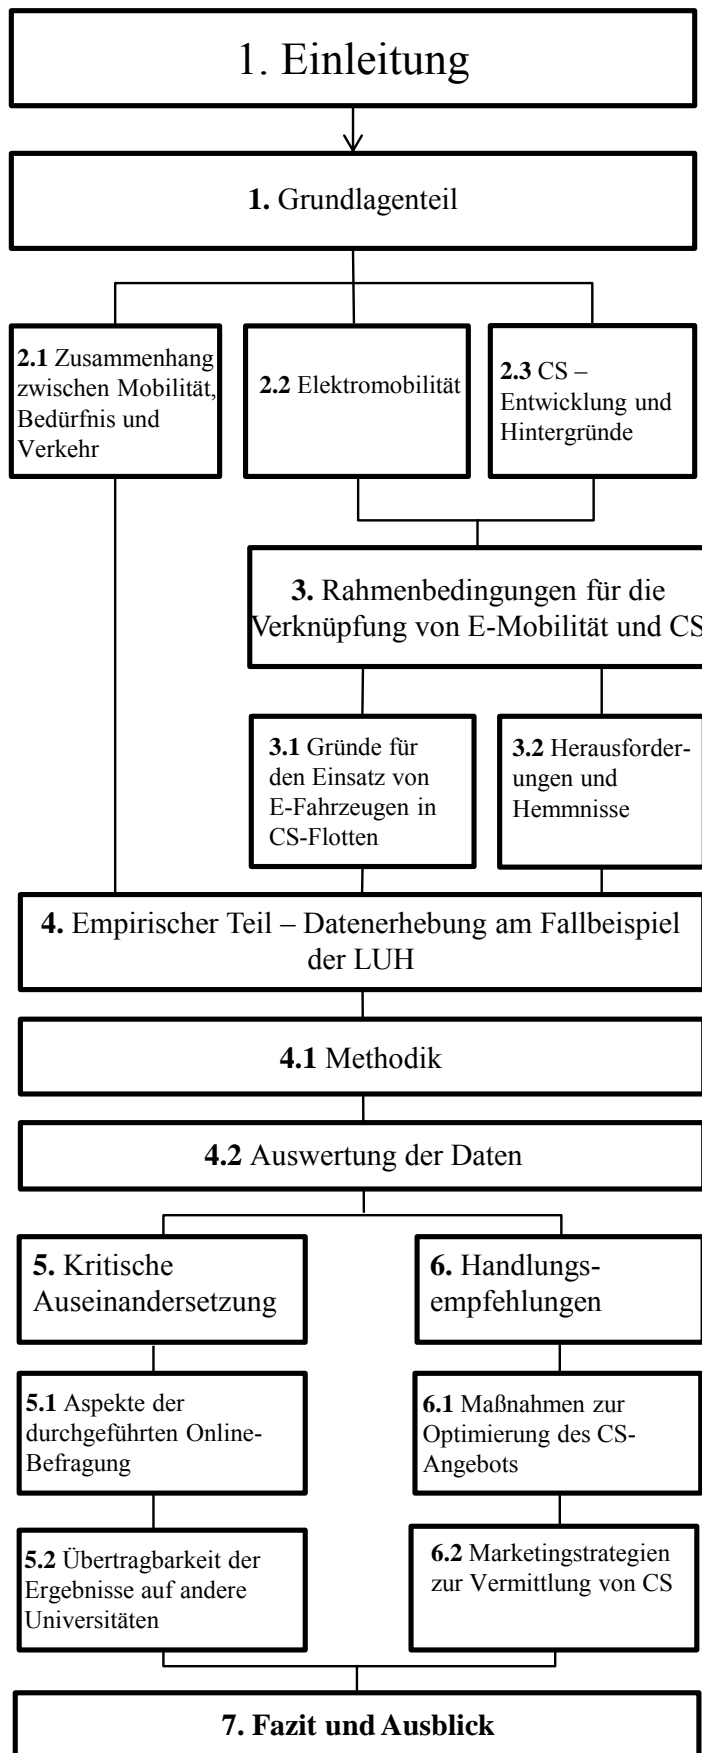 1. Einleitung
1. Grundlagenteil
2.1 Zusammenhang
zwischen Mobilität,
Bedürfnis und
Verkehr
2.2 Elektromobilität
2.3 CS –
Entwicklung und
Hintergründe
3. Rahmenbedingungen für die
Verknüpfung von E-Mobilität und CS
3.1 Gründe für
den Einsatz von
E-Fahrzeugen in
CS-Flotten
3.2 Herausforder-
ungen und
Hemmnisse
4. Empirischer Teil – Datenerhebung am Fallbeispiel
der LUH
4.1 Methodik
4.2 Auswertung der Daten
5. Kritische
Auseinandersetzung
6. Handlungs-
empfehlungen
5.1 Aspekte der
durchgeführten Online-
Befragung
6.1 Maßnahmen zur
Optimierung des CS-
Angebots
5.2 Übertragbarkeit der
Ergebnisse auf andere
Universitäten
6.2 Marketingstrategien
zur Vermittlung von CS
7. Fazit und Ausblick